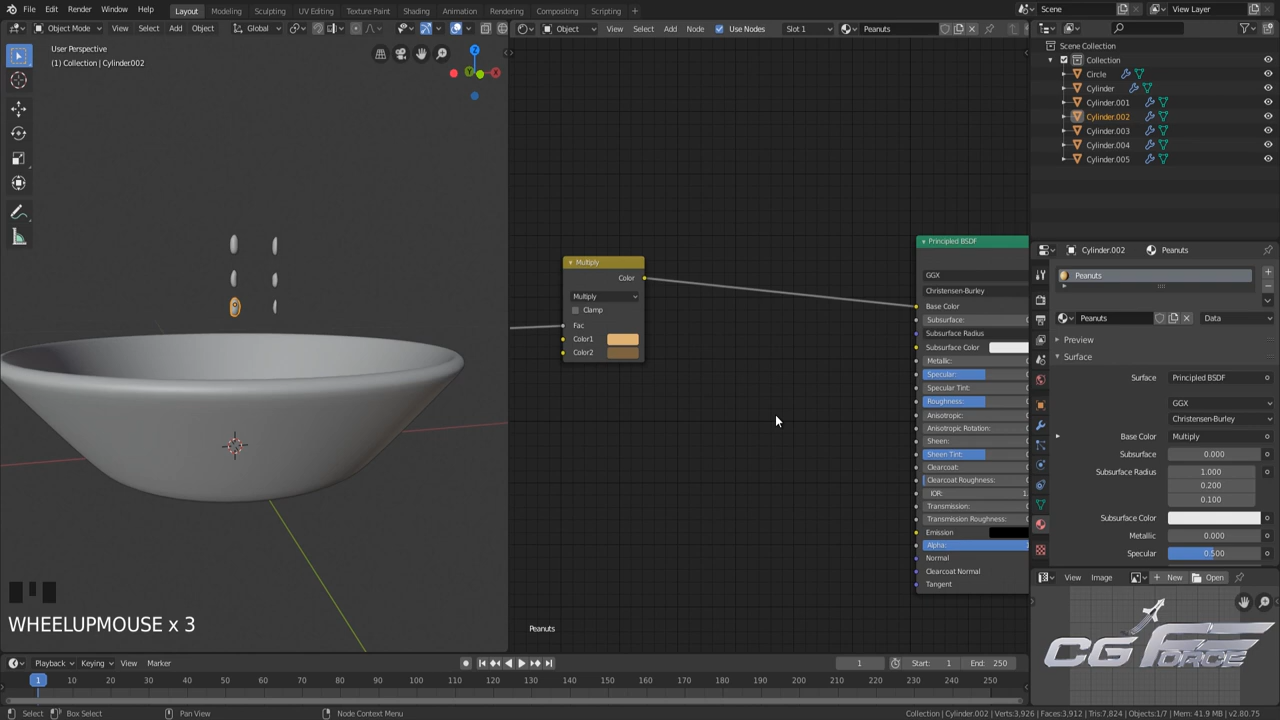 File Edit Render Window Help Layout Modeling Sculpting UV Editing Texture Paint Shading Animation Rendering Compositing Scripting + Scene View Layer
Object Mode View Select Add Object Global
Object View Select Add Node Use Nodes Slot 1 Peanuts
User Perspective
(1) Collection | Cylinder002
Z
Y
X
Scene Collection
Collection
Circle
Cylinder
Cylinder.001
Cylinder.002
Cylinder.003
Cylinder.004
Cylinder.005
Multiply
Color
Multiply
Clamp
Fac
Color1
Color2
Principled BSDF
GGX
Christensen-Burley
Base Color
Subsurface:
Subsurface Radius
Subsurface Color
Metallic:
Specular:
Specular Tint:
Roughness:
Anisotropic:
Anisotropic Rotation:
Sheen:
Sheen Tint:
Clearcoat:
Clearcoat Roughness:
IOR: 1.
Transmission:
Transmission Roughness:
Emission
Alpha:
Normal
Clearcoat Normal
Tangent
Peanuts
Cylinder.002 Peanuts
Peanuts
Peanuts Data
Preview
Surface
Surface Principled BSDF
GGX
Christensen-Burley
Base Color Multiply
Subsurface 0.000
Subsurface Radius 1.000
0.200
0.100
Subsurface Color
Metallic 0.000
Specular 0.500
View Image New Open
CG FORCE
WHEELUPMOUSE x 3
Playback Keying View Marker 1 Start: 1 End: 250
1 10 20 30 40 50 60 70 80 90 100 110 120 130 140 150 160 170 180 190 200 210 220 230 240 250
Select Box Select Pan View Node Context Menu Collection | Cylinder.002 | Verts:3,926 | Faces:3,912 | Tris:7,824 | Objects:1/7 | Mem: 41.9 MB | v2.80.75